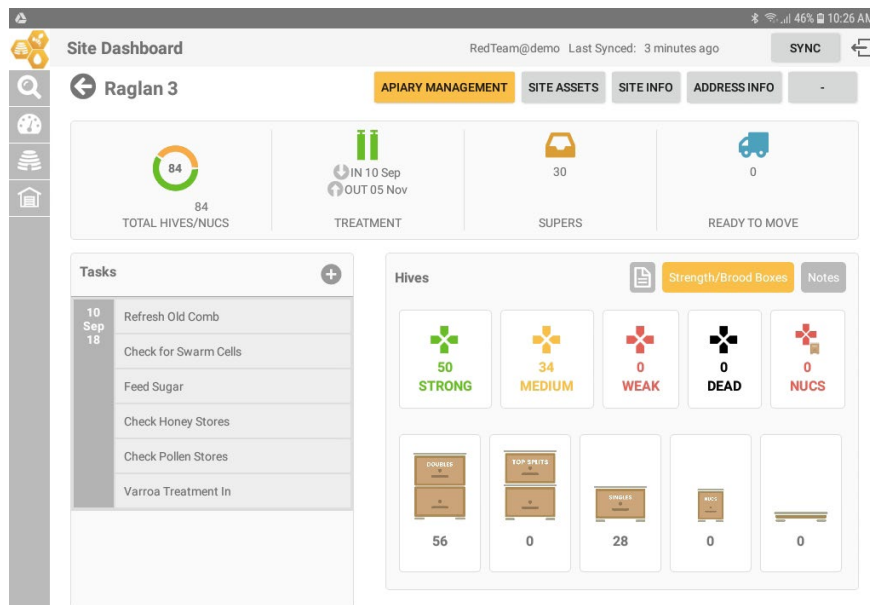 46% 10:26 AM
Site Dashboard
RedTeam@demo Last Synced: 3 minutes ago
SYNC
Raglan 3
APIARY MANAGEMENT
SITE ASSETS
SITE INFO
ADDRESS INFO
-
84
84
TOTAL HIVES/NUCS
IN 10 Sep
OUT 05 Nov
TREATMENT
30
SUPERS
0
READY TO MOVE
Tasks
10
Sep
18
Refresh Old Comb
Check for Swarm Cells
Feed Sugar
Check Honey Stores
Check Pollen Stores
Varroa Treatment In
Hives
Strength/Brood Boxes
Notes
50
STRONG
34
MEDIUM
0
WEAK
0
DEAD
0
NUCS
DOUBLES
56
TOP SPLITS
0
SINGLES
28
NUCS
0
0